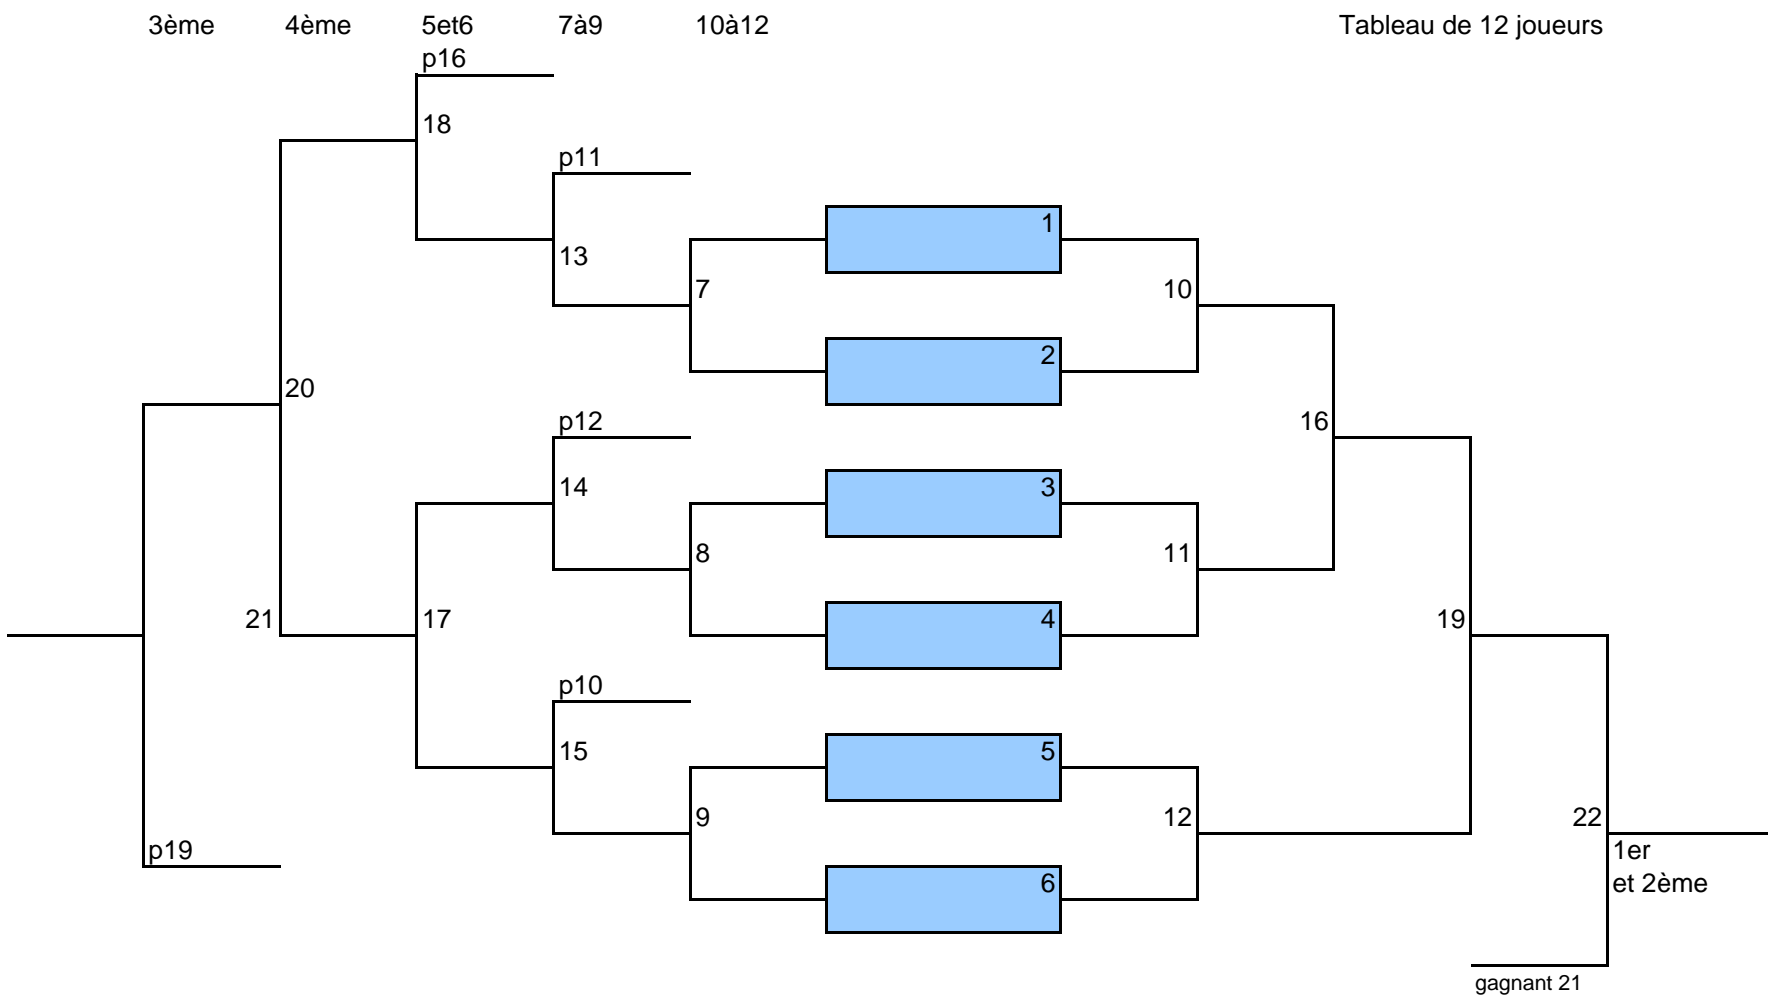 3ème 4ème 5et6 7à9 10à12 Tableau de 12 joueurs
p16
18
p11
1
13
7 10
2
20
p12 16
14 3
8 11
21 17 4 19
p10
15 5
9 12 22
p19 1er
6 et 2ème
gagnant 21